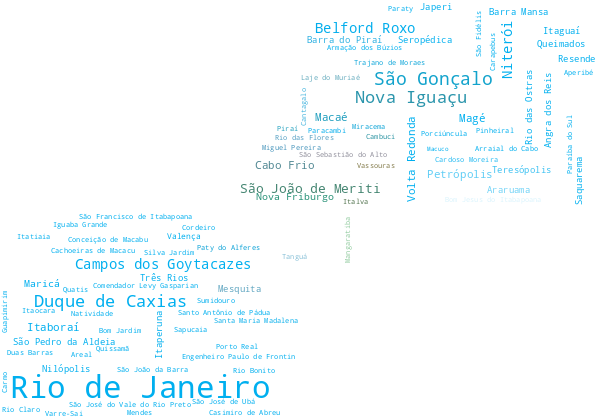 Paraty
Japeri
Barra Mansa
Belford Roxo
São Fidélis
Carapebus
Niterói
Itaguaí
Barra do Piraí
Seropédica
Queimados
Armação dos Búzios
Trajano de Moraes
Resende
Aperibé
Laje do Muriaé
São Gonçalo
Nova Iguaçu
Cantagalo
Macaé
Magé
Rio das Ostras
Angra dos Reis
Piraí
Paracambi
Miracema
Porciúncula
Pinheiral
Paraíba do Sul
Rio das Flores
Cambuci
Volta Redonda
Miguel Pereira
São Sebastião do Alto
Macuco
Arraial do Cabo
Cabo Frio
Vassouras
Cardoso Moreira
Petrópolis
Teresópolis
Saquarema
São João de Meriti
Araruama
Nova Friburgo
Italva
São José de Itabapoana
São Francisco de Itabapoana
Mangaratiba
Iguaba Grande
Cordeiro
Itatiaia
Conceição de Macabu
Valença
Cachoeiras de Macacu
Silva Jardim
Paty do Alferes
Tanguá
Campos dos Goytacazes
Três Rios
Maricá
Quatis
Comendador Levy Gasparian
Mesquita
Guapimirim
Duque de Caxias
Sumidouro
Itaocara
Natividade
Santo Antônio de Pádua
Itaperuna
Santa Maria Madalena
Itaboraí
Bom Jardim
Sapucaia
São Pedro da Aldeia
Quissamã
Porto Real
Duas Barras
Areal
Engenheiro Paulo de Frontin
Carmo
Nilópolis
São João da Barra
Rio Bonito
Rio de Janeiro
Rio Claro
São José do Vale do Rio Preto
São José de Ubá
Varre-Sai
Mendes
Casimiro de Abreu